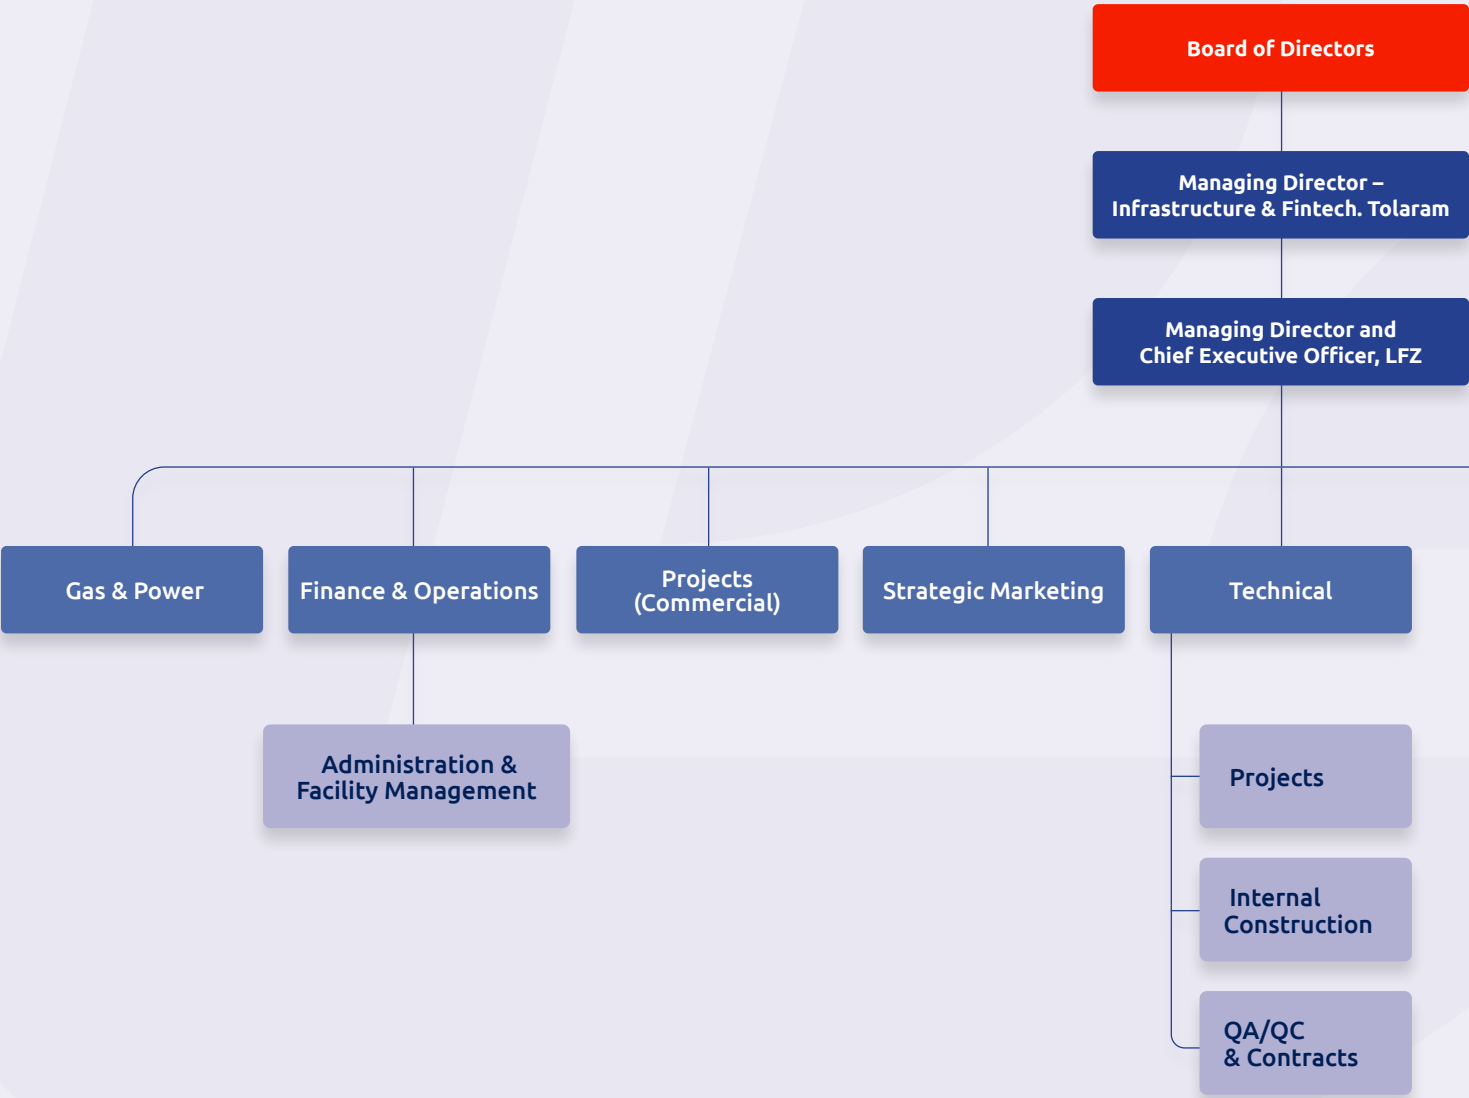 Board of Directors
Managing Director –
Infrastructure & Fintech. Tolaram
Managing Director and
Chief Executive Officer, LFZ
Gas & Power
Finance & Operations
Projects
(Commercial)
Strategic Marketing
Technical
Administration &
Facility Management
Projects
Internal
Construction
QA/QC
& Contracts